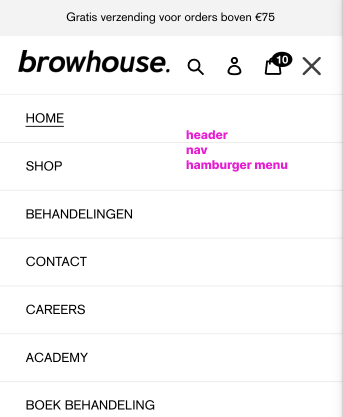 Gratis verzending voor orders boven €75
browhouse.
10
HOME
header
nav
hamburger menu
SHOP
BEHANDELINGEN
CONTACT
CAREERS
ACADEMY
BOEK BEHANDELING